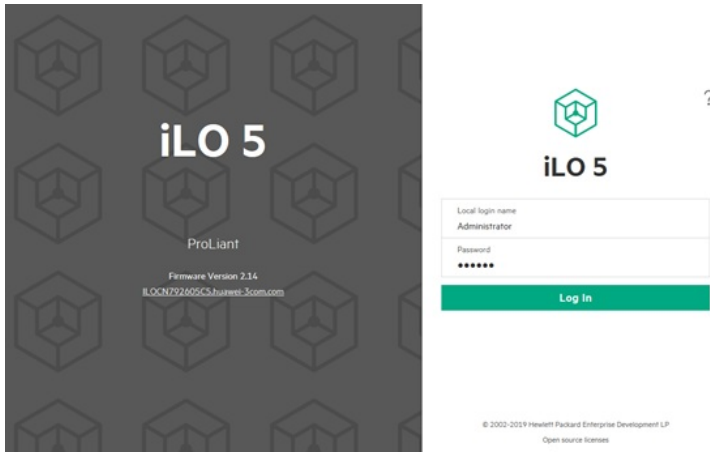 iLO 5
ProLiant
Firmware Version 2.14
ILOCN792605C5.huawei-3com.com
?
iLO 5
Local login name
Administrator
Password
••••••
Log In
© 2002-2019 Hewlett Packard Enterprise Development LP
Open source licenses